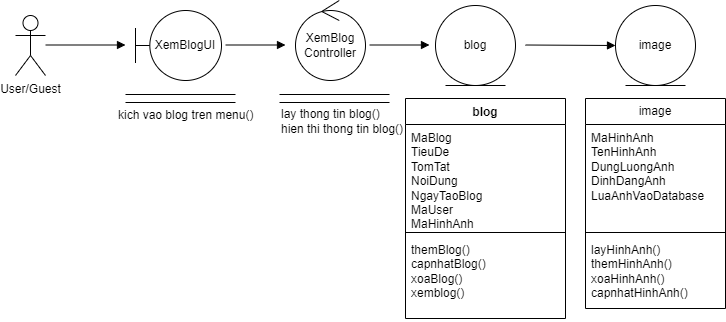 User/Guest
XemBlogUI
XemBlog
Controller
blog
image
kich vao blog tren menu()
lay thong tin blog()
hien thi thong tin blog()
blog
MaBlog
TieuDe
TomTat
NoiDung
NgayTaoBlog
MaUser
MaHinhAnh
themBlog()
capnhatBlog()
xoaBlog()
xemblog()
image
MaHinhAnh
TenHinhAnh
DungLuongAnh
DinhDangAnh
LuaAnhVaoDatabase
layHinhAnh()
themHinhAnh()
xoaHinhAnh()
capnhatHinhAnh()